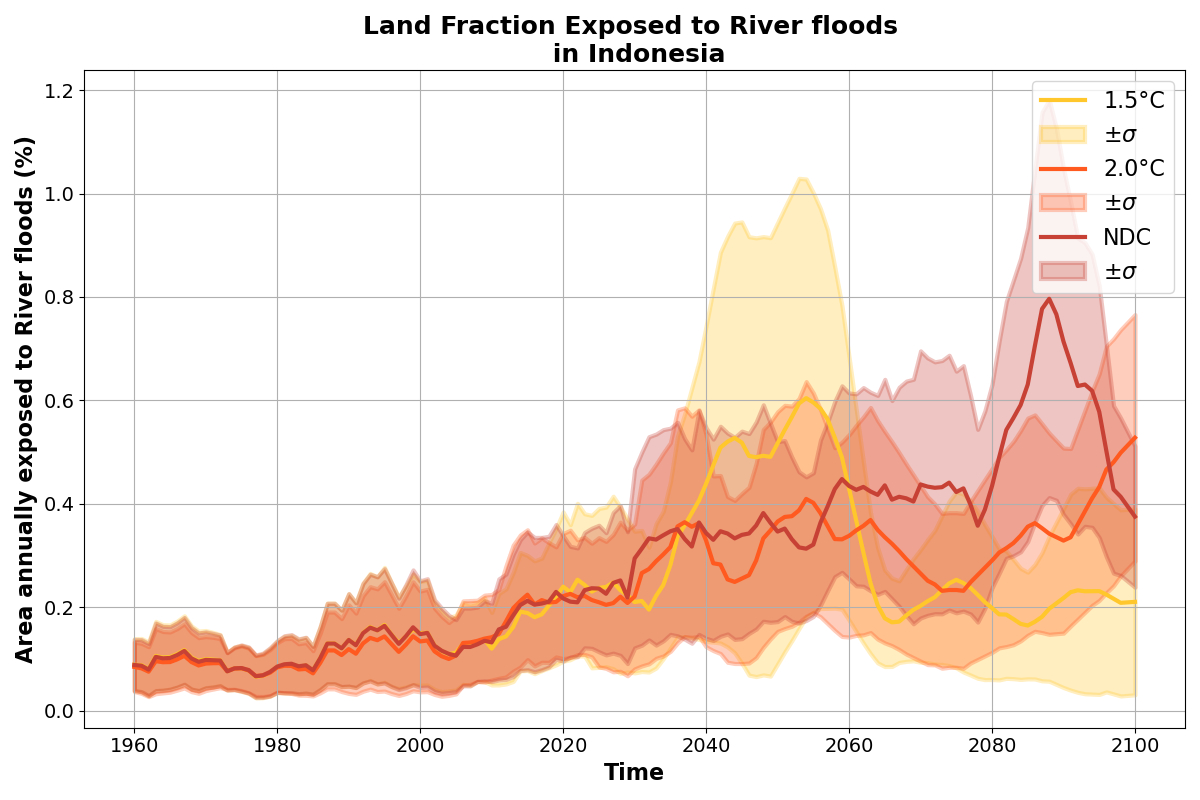 Land Fraction Exposed to River floods
in Indonesia
Area annually exposed to River floods (%)
1.2
1.0
0.8
0.6
0.4
0.2
0.0
1.5°C
±σ
2.0°C
±σ
NDC
±σ
1960
1980
2000
2020
2040
2060
2080
2100
Time